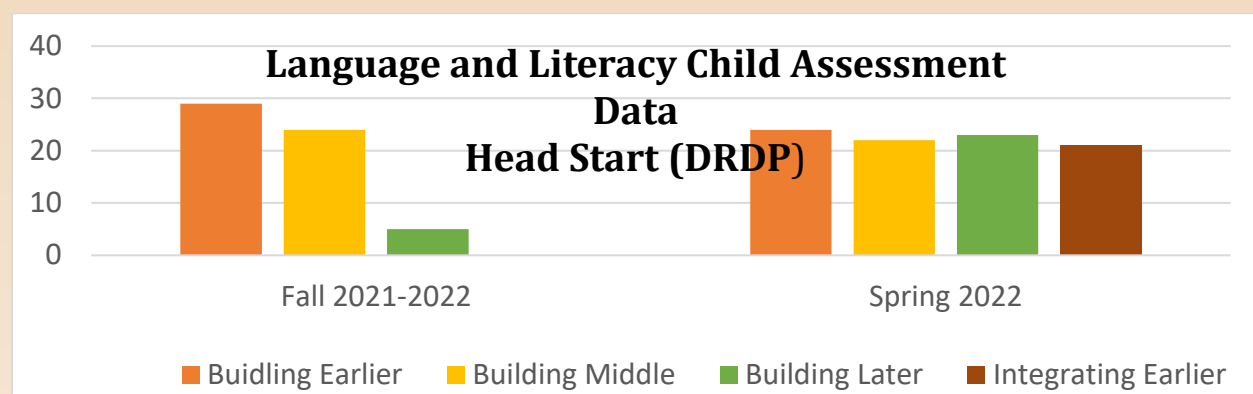 Language and Literacy Child Assessment
Data
Head Start (DRDP)
40
30
20
10
0
Fall 2021-2022
Spring 2022
Buidling Earlier
Building Middle
Building Later
Integrating Earlier